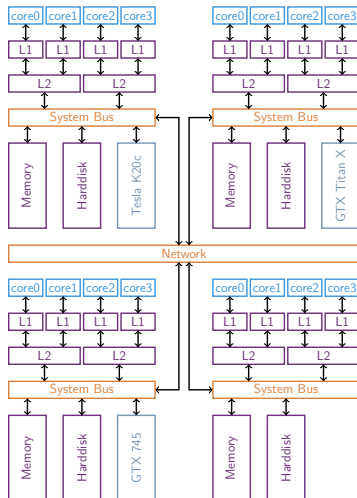 core0 core1 core2 core3 core0 core1 core2 core3
L1 L1 L1 L1 L1 L1 L1 L1
L2 L2 L2 L2
System Bus System Bus
Memory Harddisk Tesla K20c Memory Harddisk GTX Titan X
Network
core0 core1 core2 core3 core0 core1 core2 core3
L1 L1 L1 L1 L1 L1 L1 L1
L2 L2 L2 L2
System Bus System Bus
Memory Harddisk GTX 745 Memory Harddisk